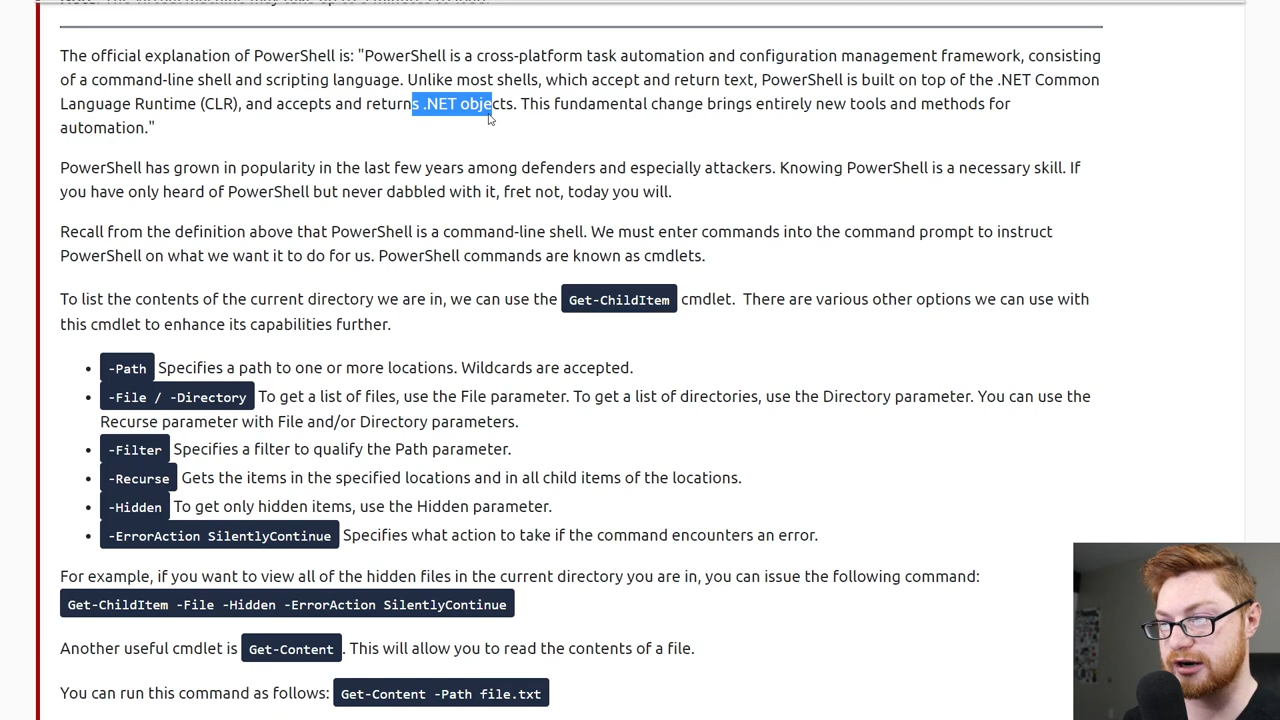 The official explanation of PowerShell is: "PowerShell is a cross-platform task automation and configuration management framework, consisting
of a command-line shell and scripting language. Unlike most shells, which accept and return text, PowerShell is built on top of the .NET Common
Language Runtime (CLR), and accepts and returns .NET objects. This fundamental change brings entirely new tools and methods for
automation."
PowerShell has grown in popularity in the last few years among defenders and especially attackers. Knowing PowerShell is a necessary skill. If
you have only heard of PowerShell but never dabbled with it, fret not, today you will.
Recall from the definition above that PowerShell is a command-line shell. We must enter commands into the command prompt to instruct
PowerShell on what we want it to do for us. PowerShell commands are known as cmdlets.
To list the contents of the current directory we are in, we can use the Get-ChildItem cmdlet. There are various other options we can use with
this cmdlet to enhance its capabilities further.
• -Path Specifies a path to one or more locations. Wildcards are accepted.
• -File / -Directory To get a list of files, use the File parameter. To get a list of directories, use the Directory parameter. You can use the
Recurse parameter with File and/or Directory parameters.
• -Filter Specifies a filter to qualify the Path parameter.
• -Recurse Gets the items in the specified locations and in all child items of the locations.
• -Hidden To get only hidden items, use the Hidden parameter.
• -ErrorAction SilentlyContinue Specifies what action to take if the command encounters an error.
For example, if you want to view all of the hidden files in the current directory you are in, you can issue the following command:
Get-ChildItem -File -Hidden -ErrorAction SilentlyContinue
Another useful cmdlet is Get-Content. This will allow you to read the contents of a file.
You can run this command as follows: Get-Content -Path file.txt